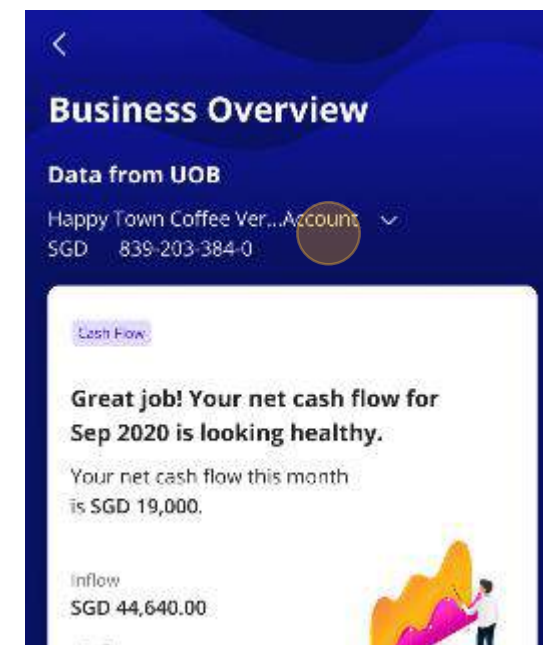 Business Overview
Data from UOB
Happy Town Coffee Ver...Account
SGD 839-203-384-0
Cash Flow
Great job! Your net cash flow for
Sep 2020 is looking healthy.
Your net cash flow this month
is SGD 19,000.
Inflow
SGD 44,640.00